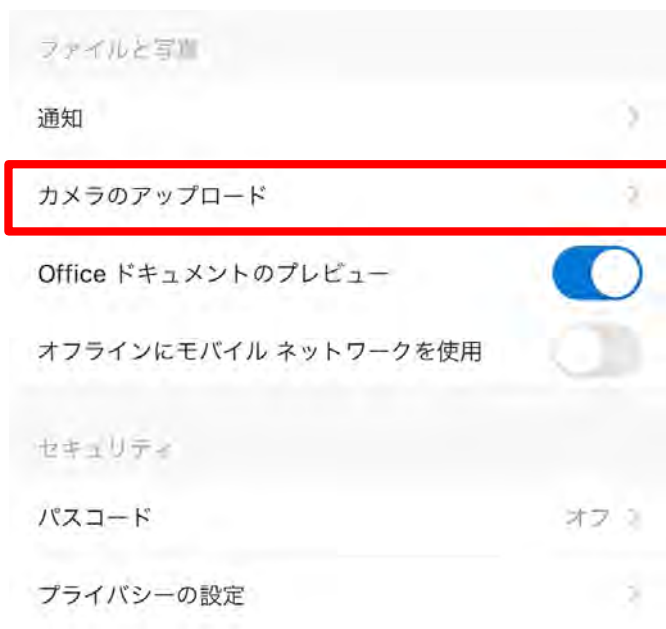 ファイルと写真
通知
カメラのアップロード
Office ドキュメントのプレビュー
オフラインにモバイル ネットワークを使用
セキュリティ
パスコード オフ
プライバシーの設定